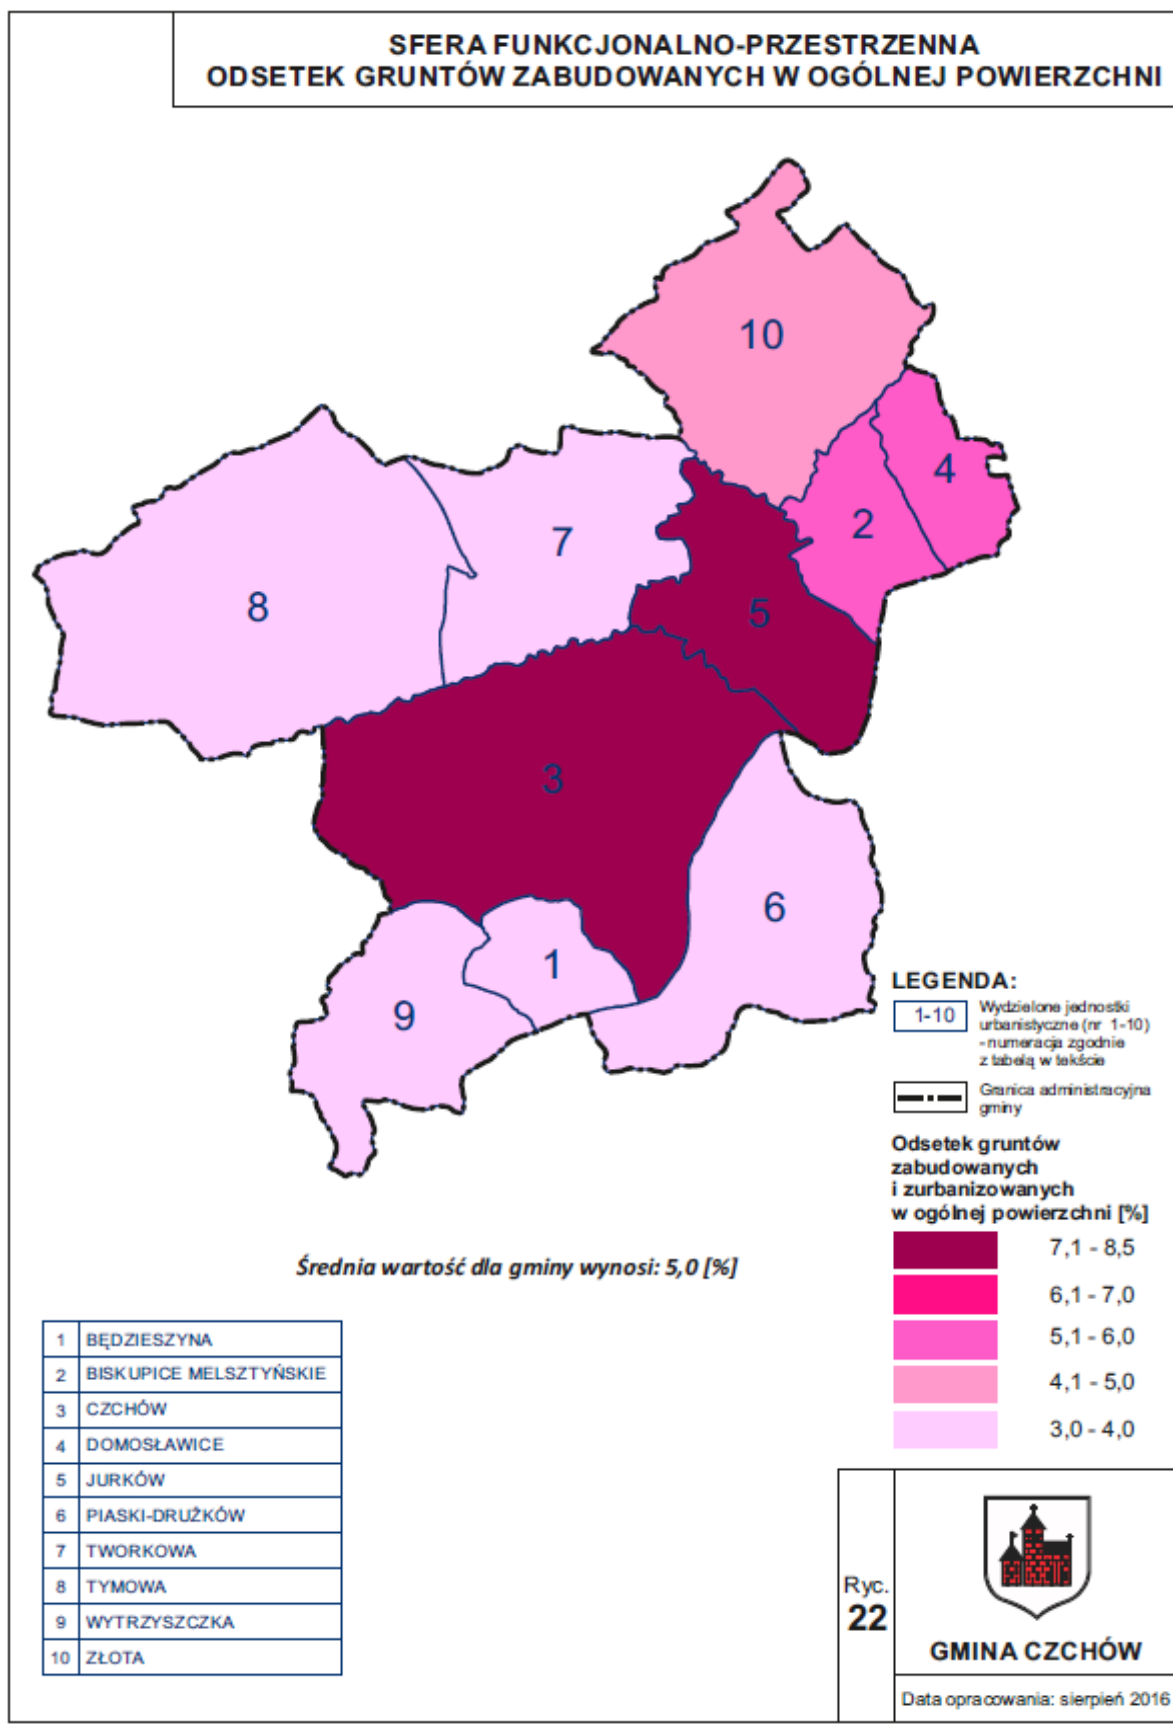 SFERA FUNKCJONALNO-PRZESTRZENNA
ODSETEK GRUNTÓW ZABUDOWANYCH W OGÓLNEJ POWIERZCHNI
10
4
2
7
8
5
3
6
1
9
LEGENDA:
1-10
Wydzielone jednostki
urbanistyczne (nr 1-10)
- numeracja zgodnie
z tabelą w tekście
Granica administracyjna
gminy
Odsetek gruntów
zabudowanych
i zurbanizowanych
w ogólnej powierzchni [%]
7,1 - 8,5
6,1 - 7,0
5,1 - 6,0
4,1 - 5,0
3,0 - 4,0
Średnia wartość dla gminy wynosi: 5,0 [%]
1 BĘDZIESZYNA
2 BISKUPICE MELSZTYŃSKIE
3 CZCHÓW
4 DOMOSŁAWICE
5 JURKÓW
6 PIASKI-DRUŻKÓW
7 TWORKOWA
8 TYMOWA
9 WYTRZYSZCZKA
10 ZŁOTA
Ryc.
22
GMINA CZCHÓW
Data opracowania: sierpień 2016